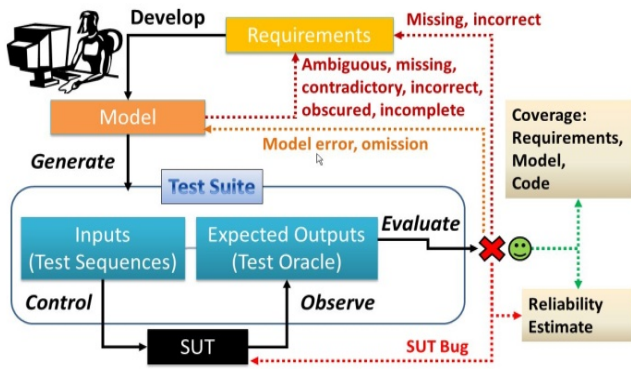 Develop
Requirements
Missing, incorrect
Ambiguous, missing,
contradictory, incorrect,
obscured, incomplete
Model
Model error, omission
Generate
Coverage:
Requirements,
Model,
Code
Test Suite
Inputs
(Test Sequences)
Expected Outputs
(Test Oracle)
Evaluate
Control
Observe
Reliability
Estimate
SUT
SUT Bug